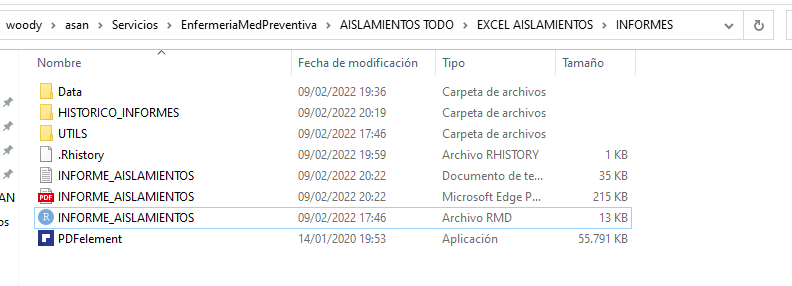 woody > asan > Servicios > EnfermeriaMedPreventiva > AISLAMIENTOS TODO > EXCEL AISLAMIENTOS > INFORMES
Nombre Fecha de modificación Tipo Tamaño
Data 09/02/2022 19:36 Carpeta de archivos
HISTORICO_INFORMES 09/02/2022 20:19 Carpeta de archivos
UTILS 09/02/2022 17:46 Carpeta de archivos
.Rhistory 09/02/2022 19:59 Archivo RHISTORY 1 KB
INFORME_AISLAMIENTOS 09/02/2022 20:22 Documento de te... 35 KB
AN PDF INFORME_AISLAMIENTOS 09/02/2022 20:22 Microsoft Edge P... 215 KB
os R INFORME_AISLAMIENTOS 09/02/2022 17:46 Archivo RMD 13 KB
PDFelement 14/01/2020 19:53 Aplicación 55.791 KB